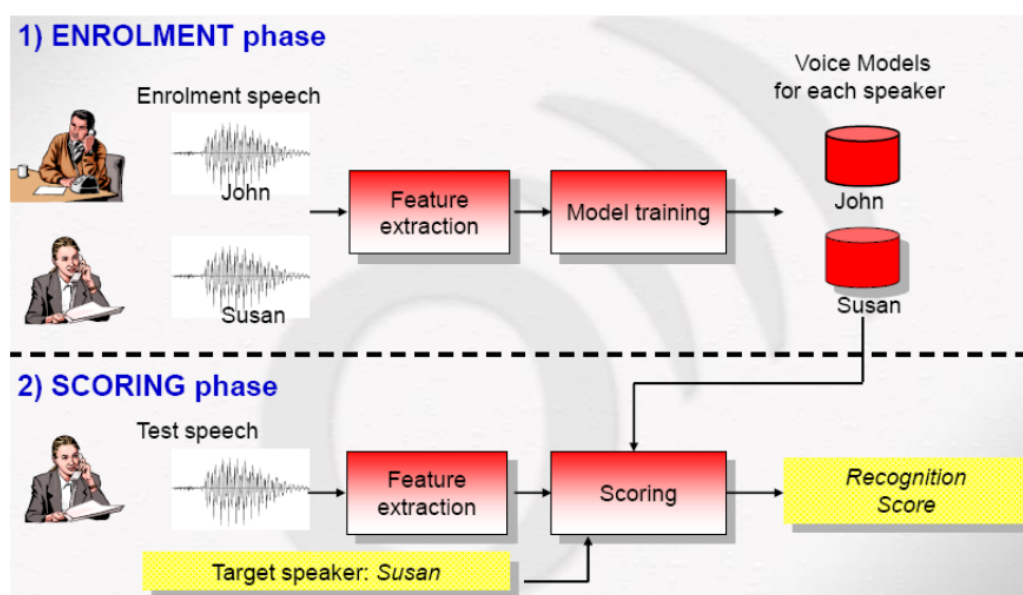 1) ENROLMENT phase
Enrolment speech
John
Susan
Feature
extraction
Model training
Voice Models
for each speaker
John
Susan
2) SCORING phase
Test speech
Feature
extraction
Scoring
Recognition
Score
Target speaker: Susan